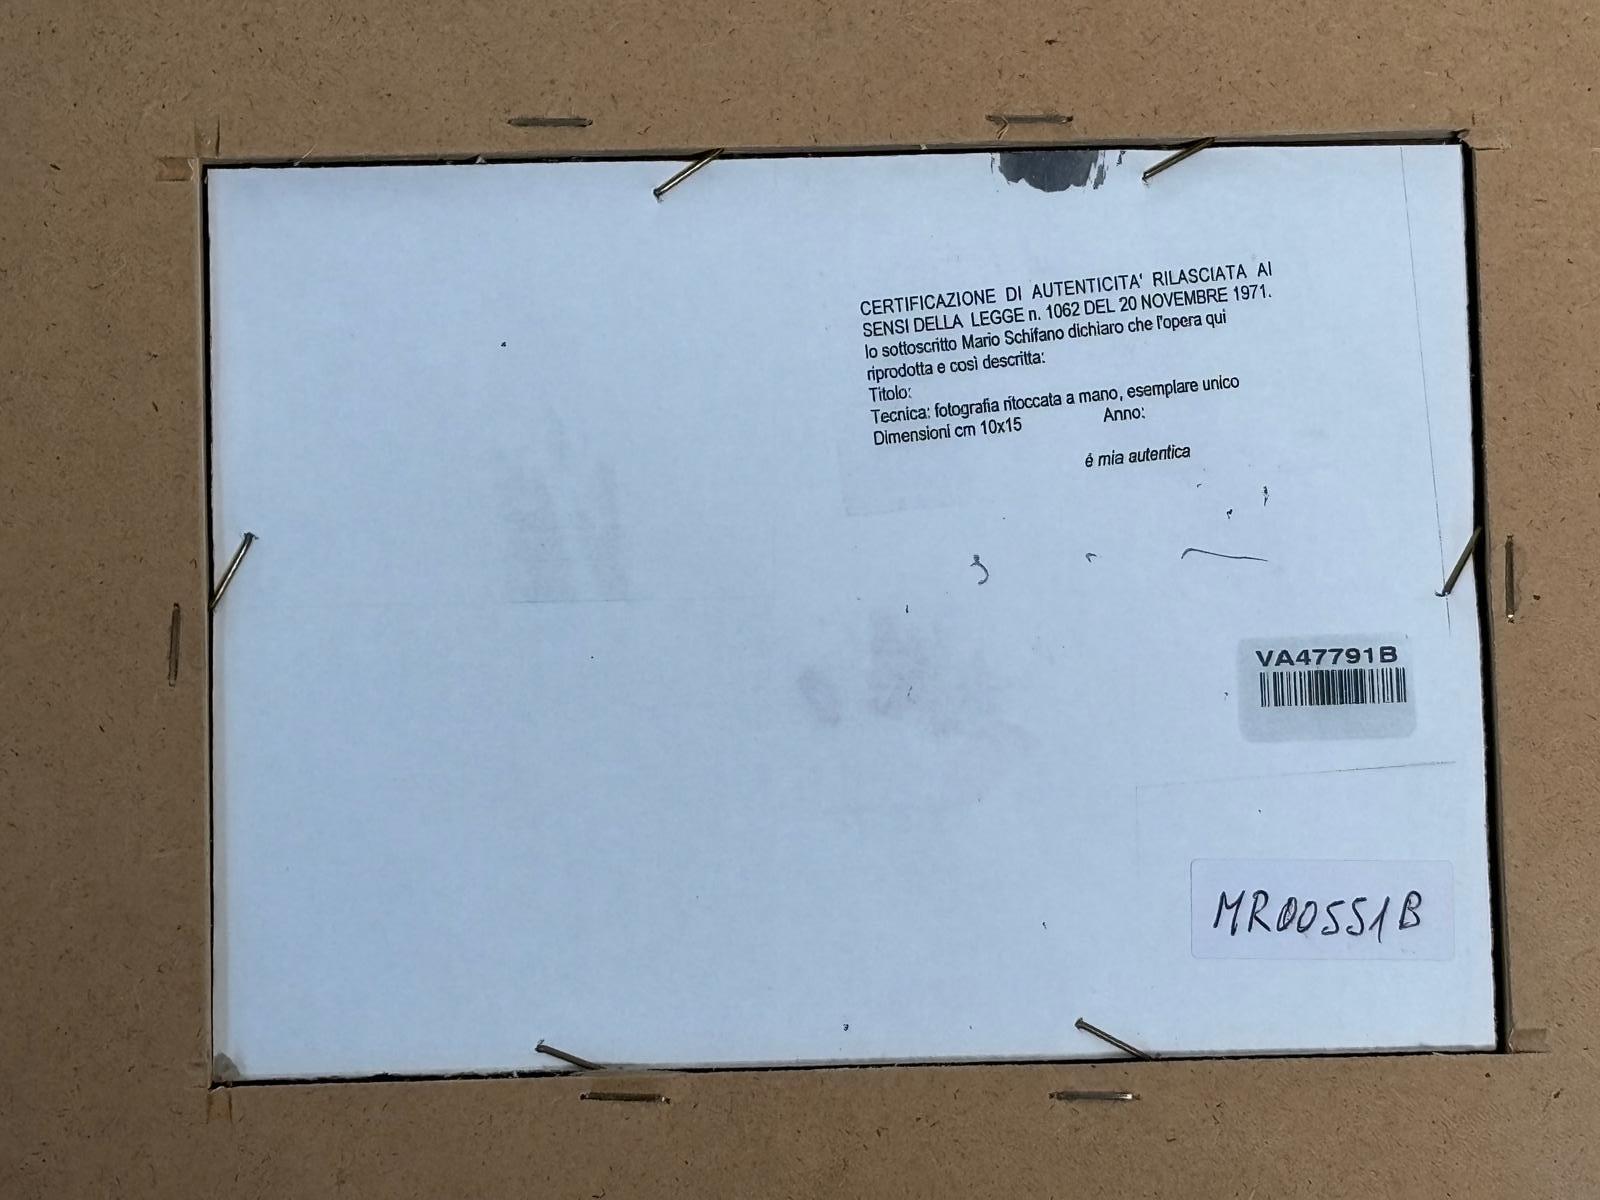 CERTIFICAZIONE DI AUTENTICITA' RILASCIATA AI
SENSI DELLA LEGGE n. 1062 DEL 20 NOVEMBRE 1971.
Io sottoscritto Mario Schifano dichiaro che l'opera qui
riprodotta e così descritta:
Titolo:
Tecnica: fotografia ritoccata a mano, esemplare unico
Dimensioni cm 10x15 Anno:
é mia autentica
VA47791B
MR00551B